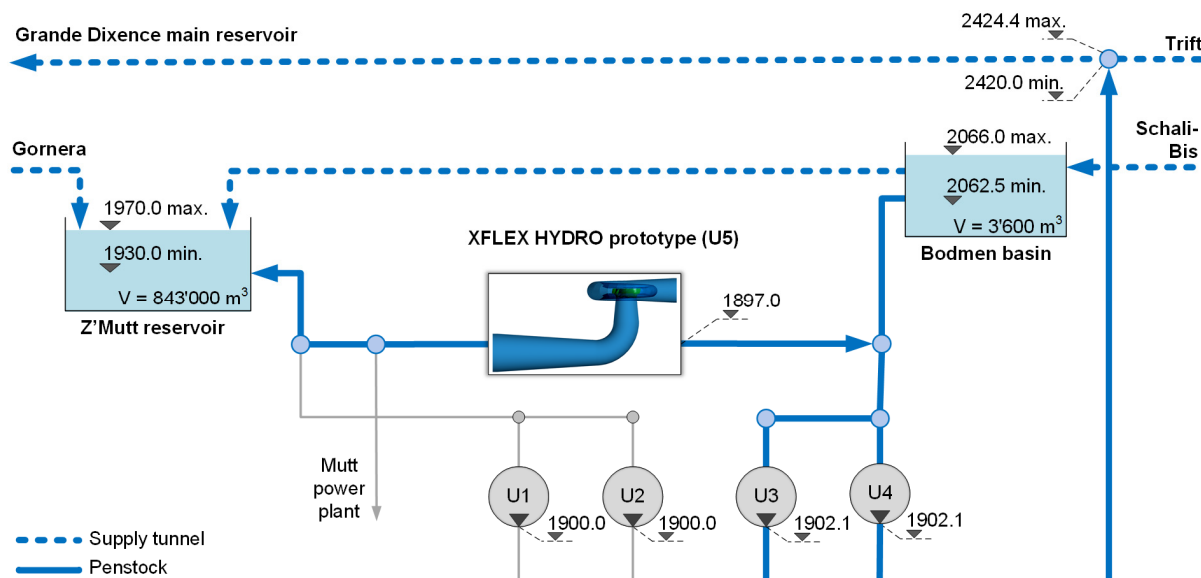 2424.4 max.
Grande Dixence main reservoir
Trift
2420.0 min.
Schali-
Bis
2066.0 max.
Gornera
2062.5 min.
1970.0 max.
V = 3'600 m³
XFLEX HYDRO prototype (U5)
Bodmen basin
1930.0 min.
V = 843'000 m³
1897.0
Z'Mutt reservoir
Mutt
power
plant
U1
U2
U3
U4
1900.0
1900.0
1902.1
1902.1
Supply tunnel
Penstock